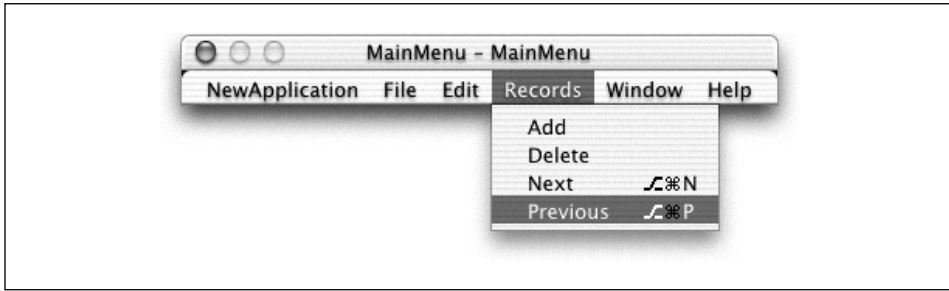 MainMenu - MainMenu
NewApplication File Edit Records Window Help
Add
Delete
Next ⌥⌘N
Previous ⌥⌘P